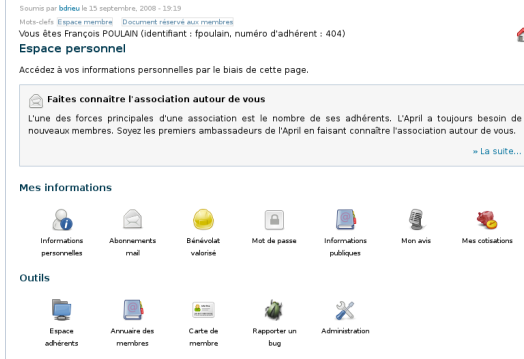 Soumis par bdrieu le 15 septembre, 2008 - 19:19
Mots-clefs Espace membre Document réservé aux membres
Vous êtes François POULAIN (identifiant : fpoulain, numéro d'adhérent : 404)
Espace personnel
Accédez à vos informations personnelles par le biais de cette page.
Faites connaitre l'association autour de vous
L'une des forces principales d'une association est le nombre de ses adhérents. L'April a toujours besoin de
nouveaux membres. Soyez les premiers ambassadeurs de l'April en faisant connaître l'association autour de vous.
» La suite...
Mes informations
Informations personnelles
Abonnements mail
Bénévolat valorisé
Mot de passe
Informations publiques
Mon avis
Mes cotisations
Outils
Espace adhérents
Annuaire des membres
Carte de membre
Rapporter un bug
Administration